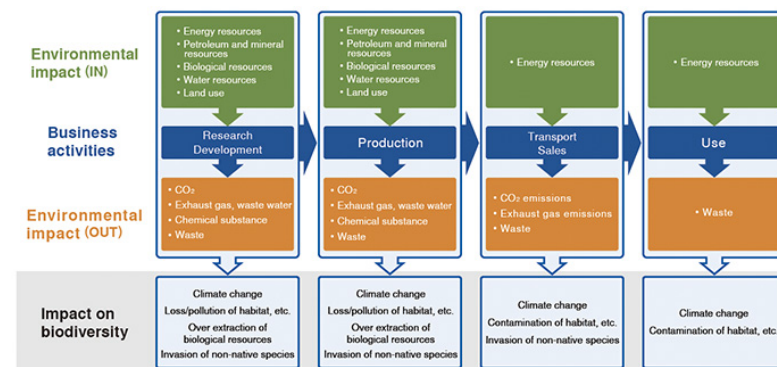 Environmental
impact (IN)
• Energy resources
• Petroleum and mineral
resources
• Biological resources
• Water resources
• Land use
• Energy resources
• Petroleum and mineral
resources
• Biological resources
• Water resources
• Land use
• Energy resources
• Energy resources
Business
activities
Research
Development
Production
Transport
Sales
Use
Environmental
impact (OUT)
• CO₂
• Exhaust gas, waste water
• Chemical substance
• Waste
• CO₂
• Exhaust gas, waste water
• Chemical substance
• Waste
• CO₂ emissions
• Exhaust gas emissions
• Waste
• Waste
Impact on
biodiversity
Climate change
Loss/pollution of habitat, etc.
Over extraction of
biological resources
Invasion of non-native species
Climate change
Loss/pollution of habitat, etc.
Over extraction of
biological resources
Invasion of non-native species
Climate change
Contamination of habitat, etc.
Invasion of non-native species
Climate change
Contamination of habitat, etc.